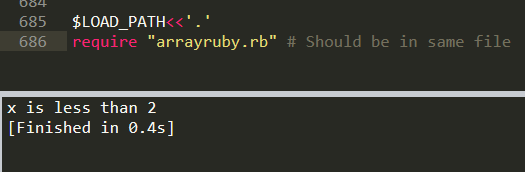 684
685 $LOAD_PATH<<'.'
686 require "arrayruby.rb" # Should be in same file
x is less than 2
[Finished in 0.4s]